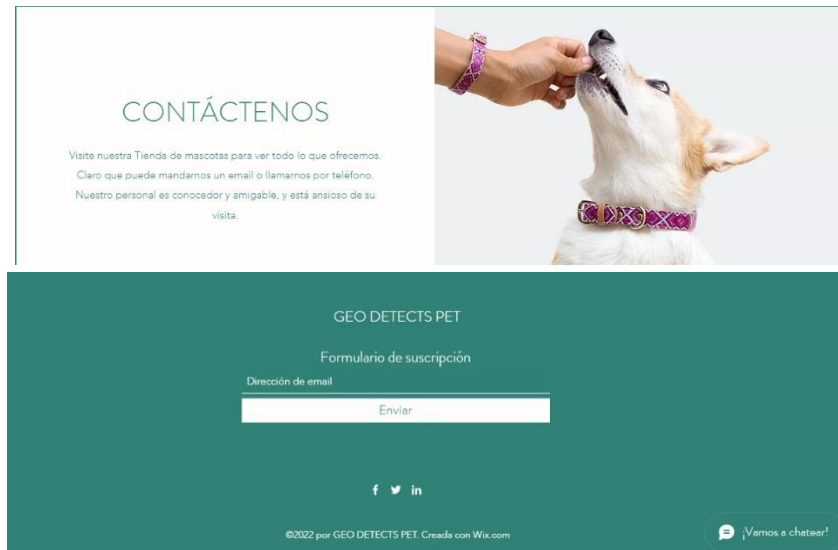 CONTÁCTENOS
Visite nuestra Tienda de mascotas para ver todo lo que ofrecemos.
Claro que puede mandarnos un email o llamarnos por teléfono.
Nuestro personal es conocedor y amigable, y está ansioso de su
visita.
GEO DETECTS PET
Formulario de suscripción
Dirección de email
Enviar
f in
©2022 por GEO DETECTS PET. Creada con Wix.com
¡Vamos a chatear!